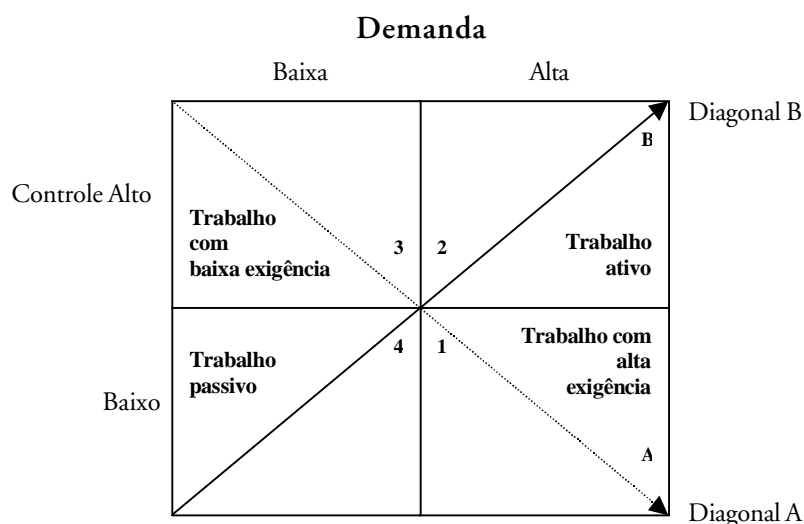 Demanda
Baixa Alta
Diagonal B
B
Controle Alto
Trabalho
com
baixa exigência
3 2
Trabalho
ativo
4 1
Trabalho
passivo
Trabalho com
alta
exigência
Baixo
A
Diagonal A